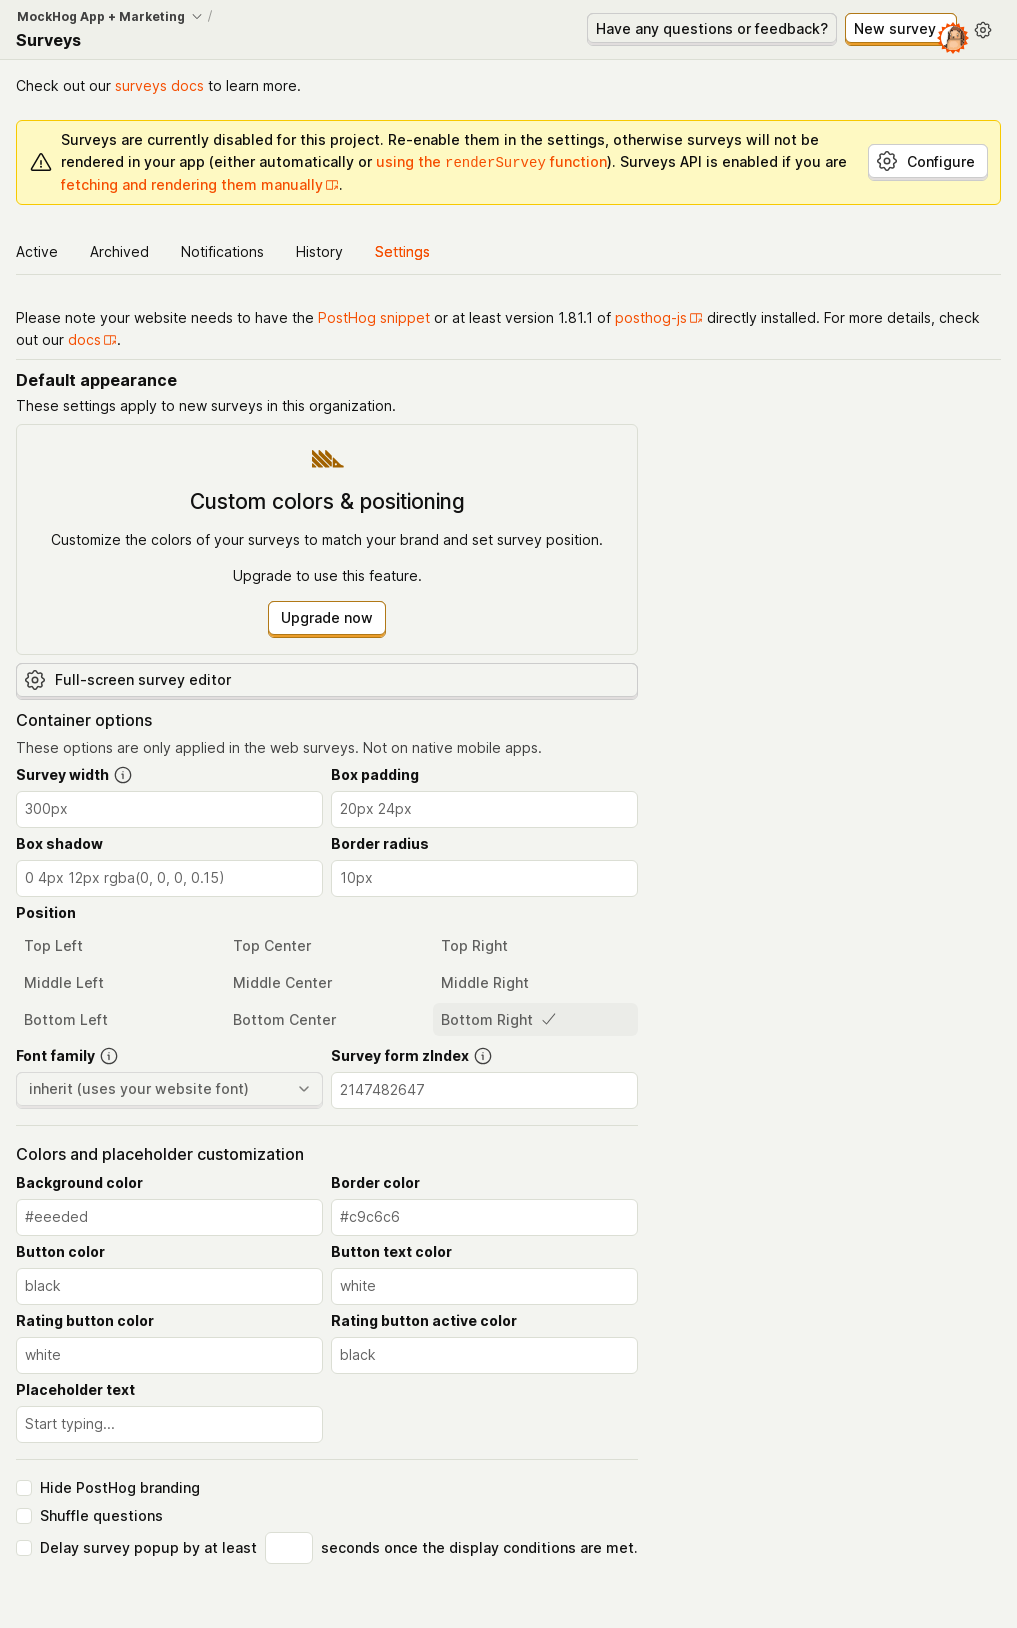 MockHog App + Marketing /
Surveys
Have any questions or feedback?
New survey
Check out our surveys docs to learn more.
Surveys are currently disabled for this project. Re-enable them in the settings, otherwise surveys will not be
rendered in your app (either automatically or using the renderSurvey function). Surveys API is enabled if you are
fetching and rendering them manually.
Configure
Active Archived Notifications History Settings
Please note your website needs to have the PostHog snippet or at least version 1.81.1 of posthog-js directly installed. For more details, check
out our docs.
Default appearance
These settings apply to new surveys in this organization.
Custom colors & positioning
Customize the colors of your surveys to match your brand and set survey position.
Upgrade to use this feature.
Upgrade now
Full-screen survey editor
Container options
These options are only applied in the web surveys. Not on native mobile apps.
Survey width Box padding
300px 20px 24px
Box shadow Border radius
0 4px 12px rgba(0, 0, 0, 0.15) 10px
Position
Top Left Top Center Top Right
Middle Left Middle Center Middle Right
Bottom Left Bottom Center Bottom Right
Font family Survey form zIndex
inherit (uses your website font) 2147482647
Colors and placeholder customization
Background color Border color
#eeeded #c9c6c6
Button color Button text color
black white
Rating button color Rating button active color
white black
Placeholder text
Start typing...
Hide PostHog branding
Shuffle questions
Delay survey popup by at least seconds once the display conditions are met.